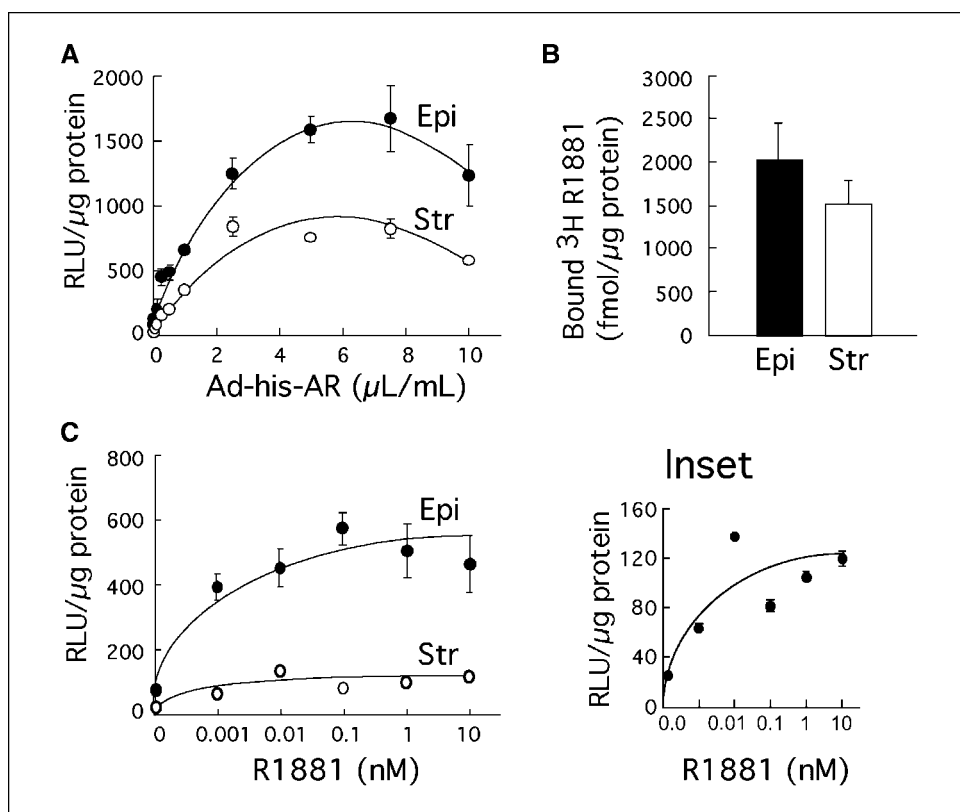 A
RLU/µg protein
2000
1500
1000
500
0
Epi
Str
0 2 4 6 8 10
Ad-his-AR (µL/mL)
B
Bound ³H R1881
(fmol/µg protein)
3000
2500
2000
1500
1000
500
0
Epi Str
C
RLU/µg protein
800
600
400
200
0
Epi
Str
0 0.001 0.01 0.1 1 10
R1881 (nM)
Inset
RLU/µg protein
160
120
80
40
0
0.0 0.01 0.1 1 10
R1881 (nM)